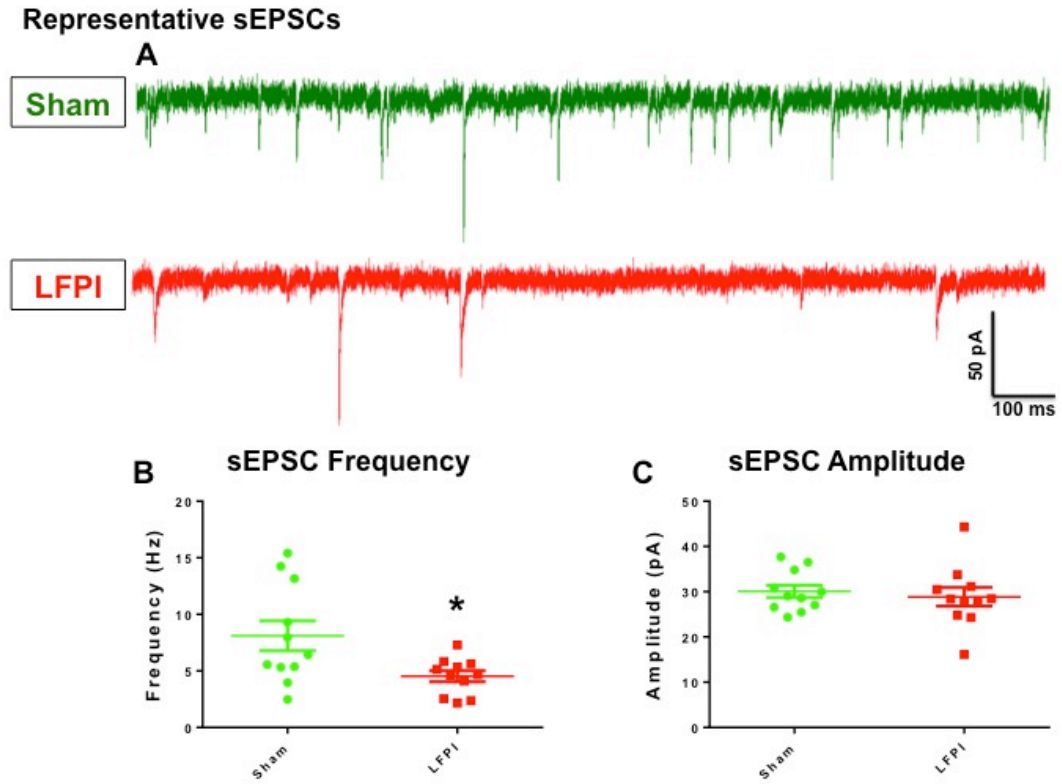 Representative sEPSCs
A
Sham
LFPI
50 pA
100 ms
B
sEPSC Frequency
Frequency (Hz)
20
15
10
5
0
*
Sham
LFPI
C
sEPSC Amplitude
Amplitude (pA)
50
40
30
20
10
0
Sham
LFPI